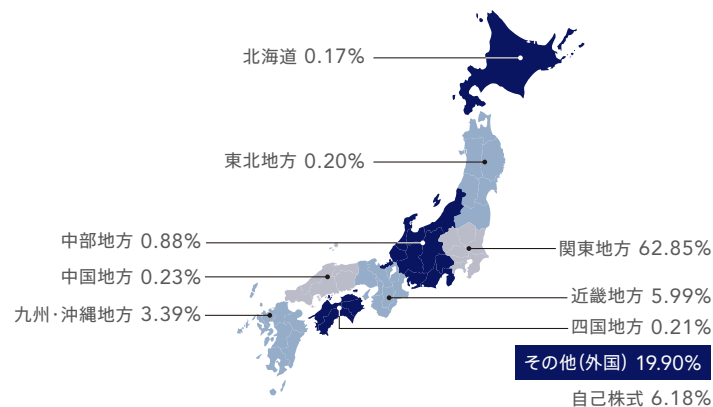 北海道 0.17%
東北地方 0.20%
中部地方 0.88%
関東地方 62.85%
中国地方 0.23%
近畿地方 5.99%
九州・沖縄地方 3.39%
四国地方 0.21%
その他(外国) 19.90%
自己株式 6.18%